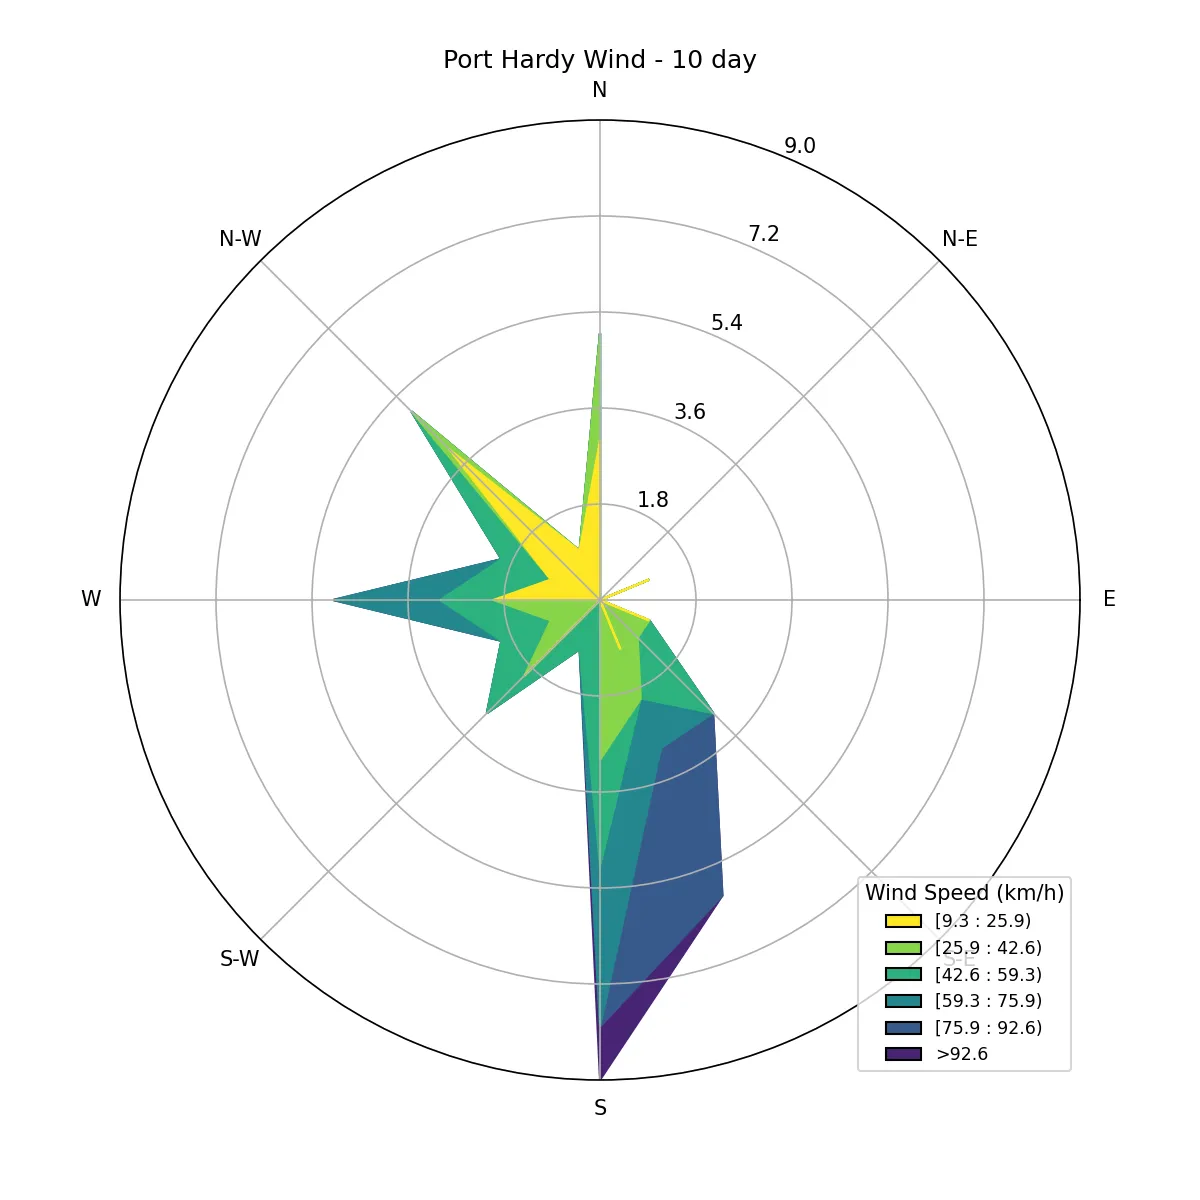 Port Hardy Wind - 10 day
N
9.0
N-W
N-E
7.2
5.4
3.6
1.8
W
E
S-W
S-E
Wind Speed (km/h)
[9.3 : 25.9)
[25.9 : 42.6)
[42.6 : 59.3)
[59.3 : 75.9)
[75.9 : 92.6)
>92.6
S